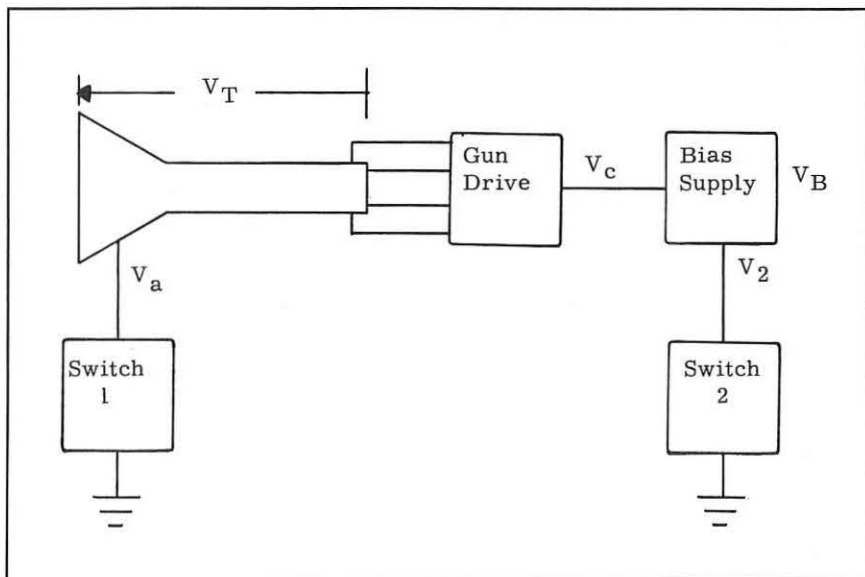 V_T
Gun
Drive
V_c
Bias
Supply
V_B
V_a
V_2
Switch
1
Switch
2